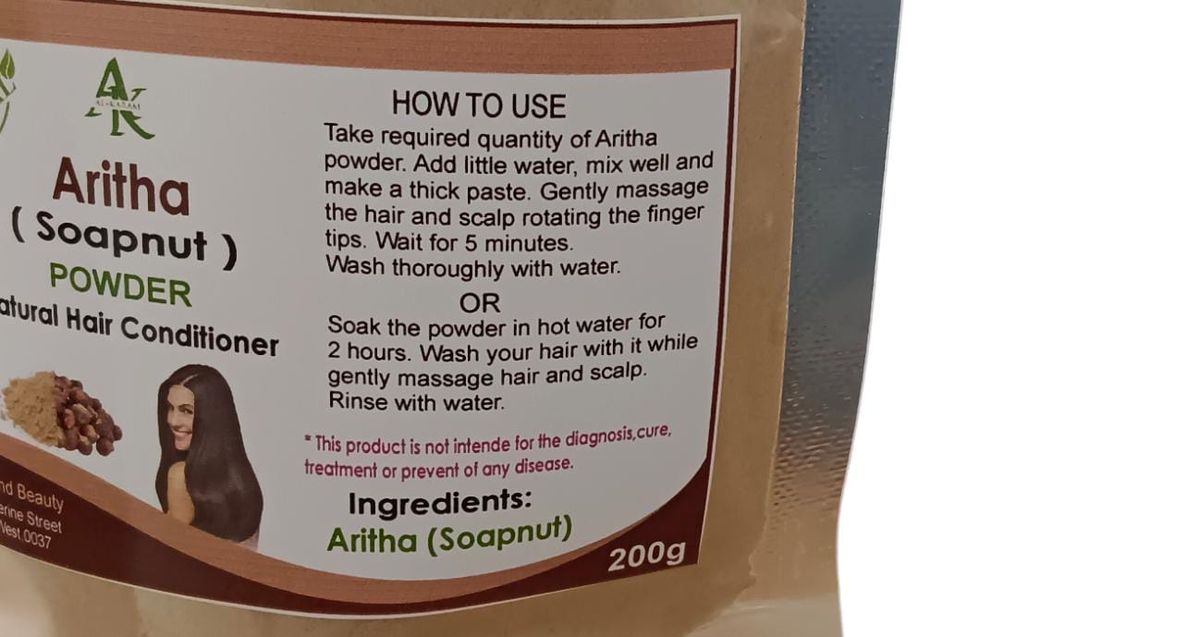 AL-KARAM
Aritha
( Soapnut )
POWDER
atural Hair Conditioner
nd Beauty
erine Street
West.0037
HOW TO USE
Take required quantity of Aritha
powder. Add little water, mix well and
make a thick paste. Gently massage
the hair and scalp rotating the finger
tips. Wait for 5 minutes.
Wash thoroughly with water.
OR
Soak the powder in hot water for
2 hours. Wash your hair with it while
gently massage hair and scalp.
Rinse with water.
* This product is not intende for the diagnosis,cure,
treatment or prevent of any disease.
Ingredients:
Aritha (Soapnut)
200g